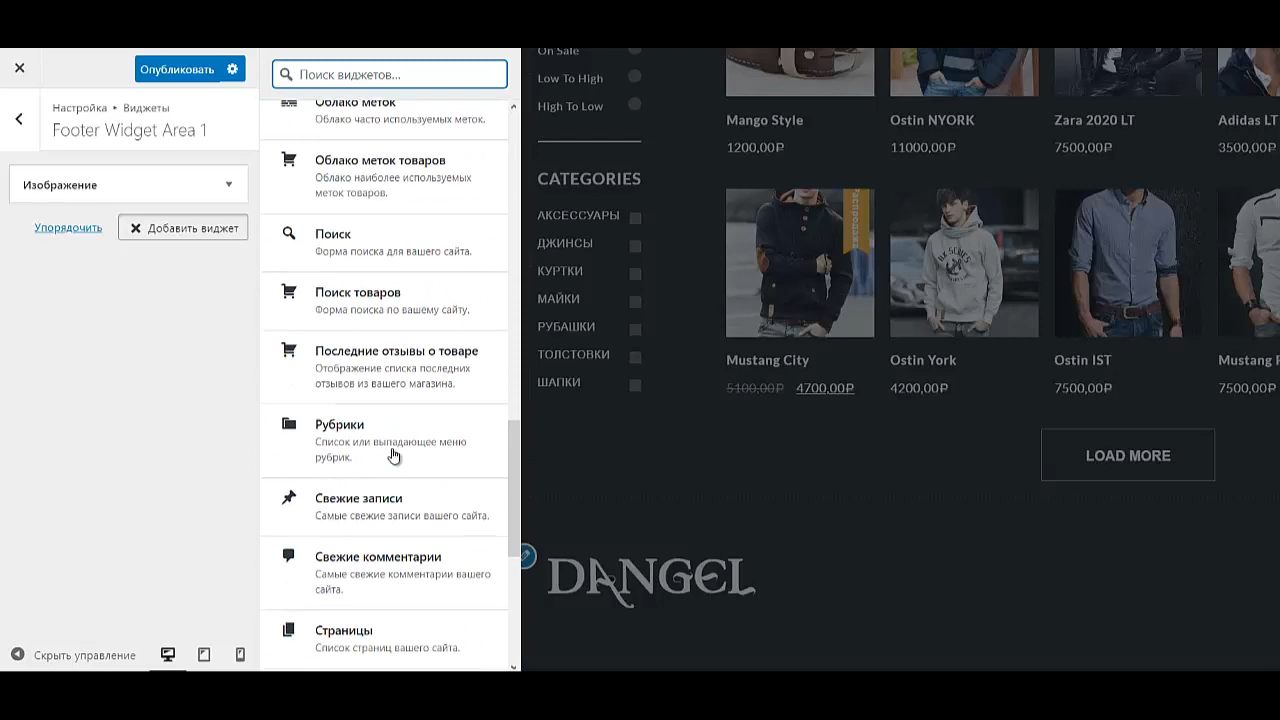 Опубликовать
Настройка ▸ Виджеты
Footer Widget Area 1
Изображение
Упорядочить
Добавить виджет
Скрыть управление
Поиск виджетов...
Облако меток
Облако часто используемых меток.
Облако меток товаров
Облако наиболее используемых
меток товаров.
Поиск
Форма поиска для вашего сайта.
Поиск товаров
Форма поиска по вашему сайту.
Последние отзывы о товаре
Отображение списка последних
отзывов из вашего магазина.
Рубрики
Список или выпадающее меню
рубрик.
Свежие записи
Самые свежие записи вашего сайта.
Свежие комментарии
Самые свежие комментарии вашего
сайта.
Страницы
Список страниц вашего сайта.
On Sale
Low To High
High To Low
CATEGORIES
АКСЕССУАРЫ
ДЖИНСЫ
КУРТКИ
МАЙКИ
РУБАШКИ
ТОЛСТОВКИ
ШАПКИ
Mango Style
1200,00₽
Ostin NYORK
11000,00₽
Zara 2020 LT
7500,00₽
Adidas LT
3500,00₽
Распродажа
Mustang City
5100,00₽ 4700,00₽
Ostin York
4200,00₽
Ostin IST
7500,00₽
Mustang
7500,00₽
LOAD MORE
DANGEL